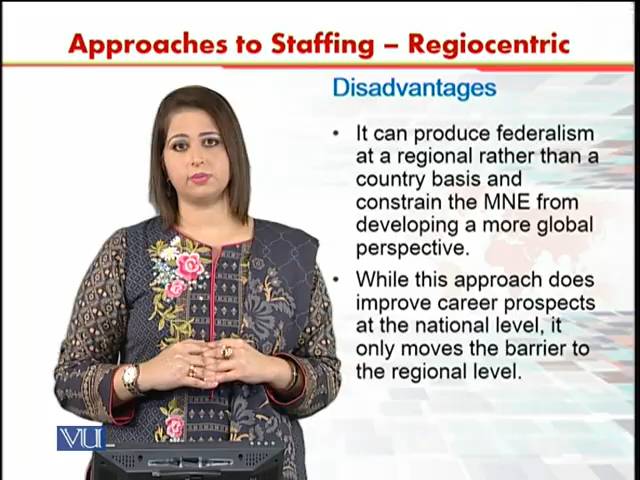 Approaches to Staffing – Regiocentric
Disadvantages
• It can produce federalism
at a regional rather than a
country basis and
constrain the MNE from
developing a more global
perspective.
• While this approach does
improve career prospects
at the national level, it
only moves the barrier to
the regional level.
VU